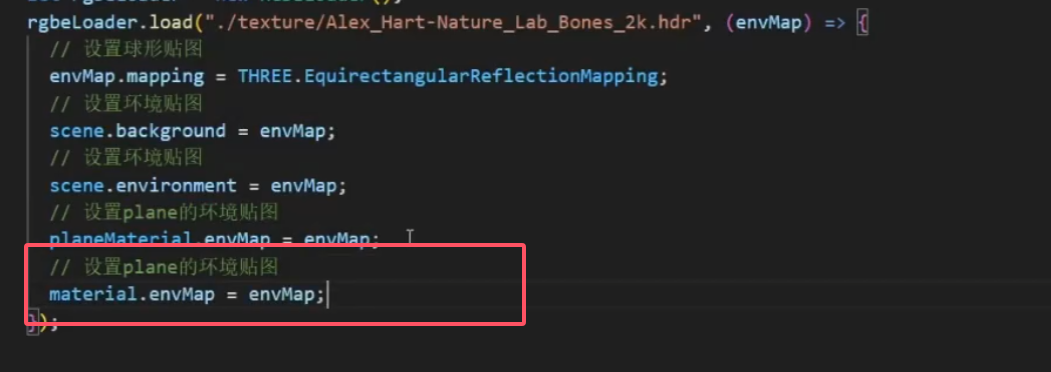 rgbeLoader.load("./texture/Alex_Hart-Nature_Lab_Bones_2k.hdr", (envMap) => {
// 设置球形贴图
envMap.mapping = THREE.EquirectangularReflectionMapping;
// 设置环境贴图
scene.background = envMap;
// 设置环境贴图
scene.environment = envMap;
// 设置plane的环境贴图
planeMaterial.envMap = envMap;
// 设置plane的环境贴图
material.envMap = envMap;
});